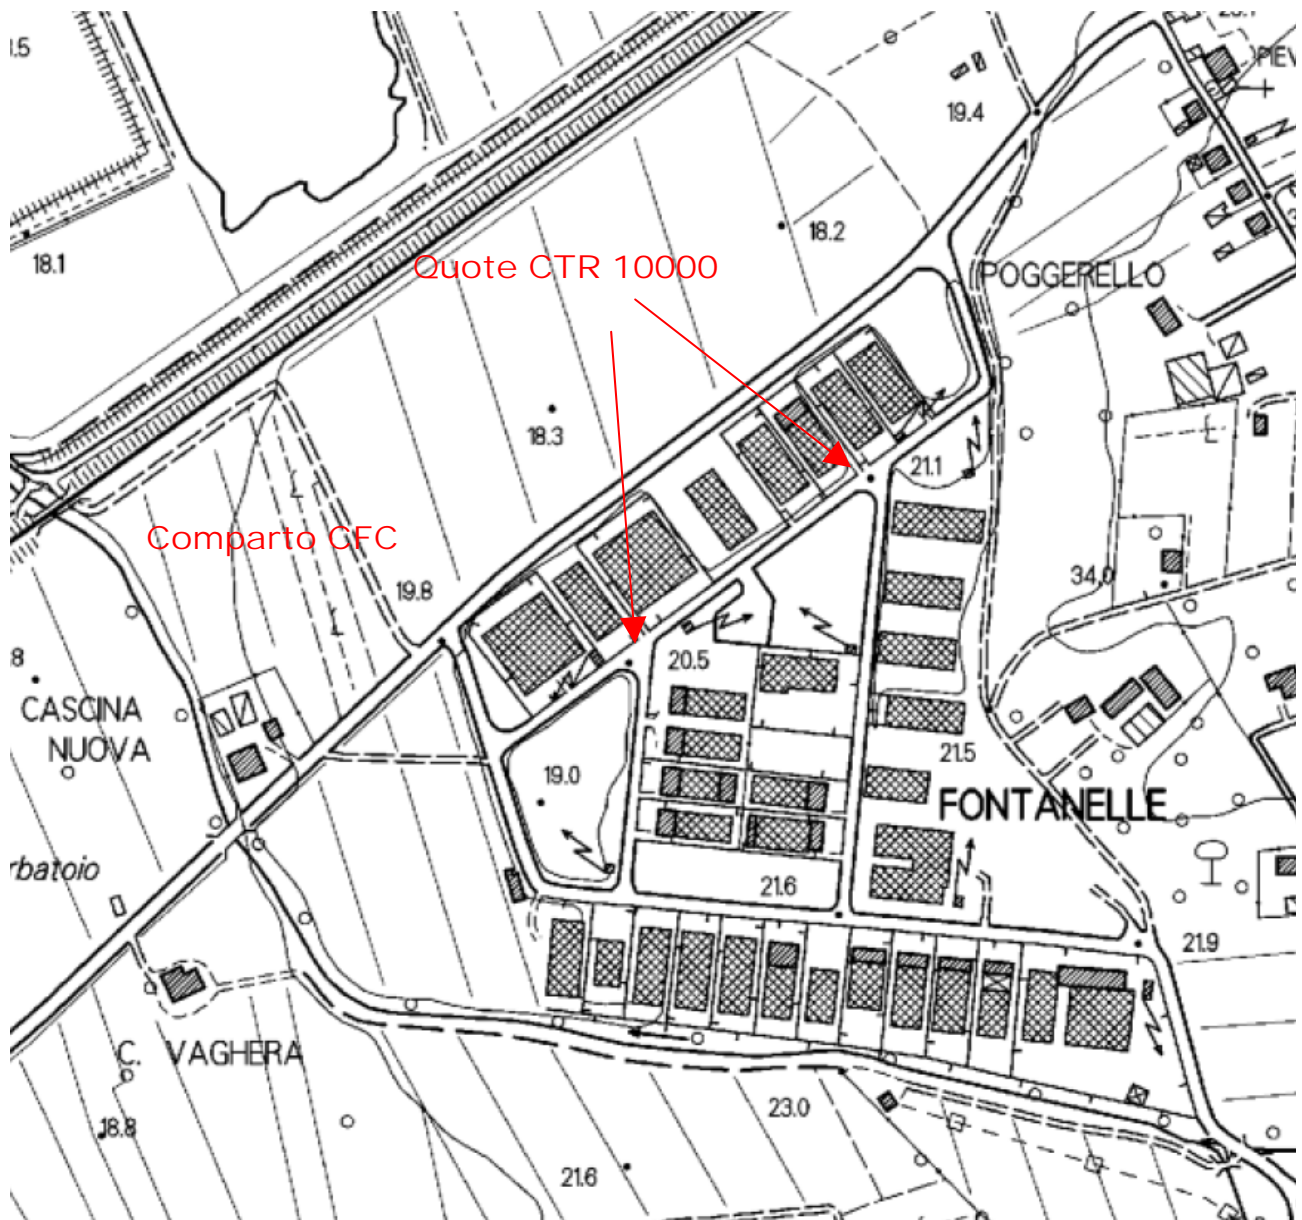 PIEV
19.4
18.2
18.1
Quote CTR 10000
POGGERELLO
18.3
21.1
Comparto CFC
19.8
34.0
20.5
CASCINA
NUOVA
19.0
21.5
FONTANELLE
rbatoio
21.6
21.9
C. VAGHERA
23.0
18.8
21.6